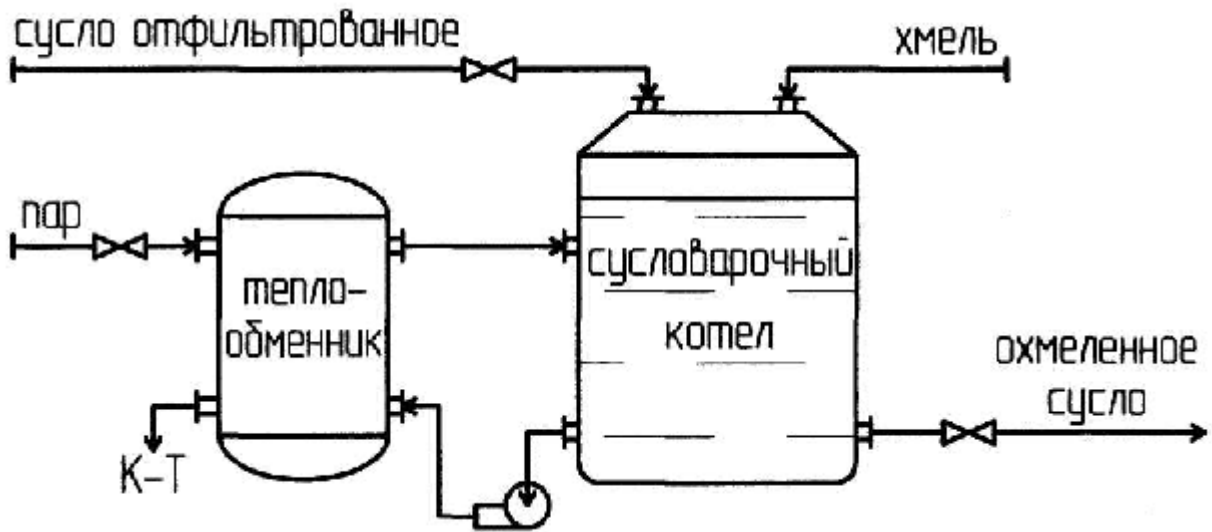 сусло отфильтрованное
хмель
пар
тепло-
обменник
сусловарочный
котел
охмеленное
сусло
К-Т